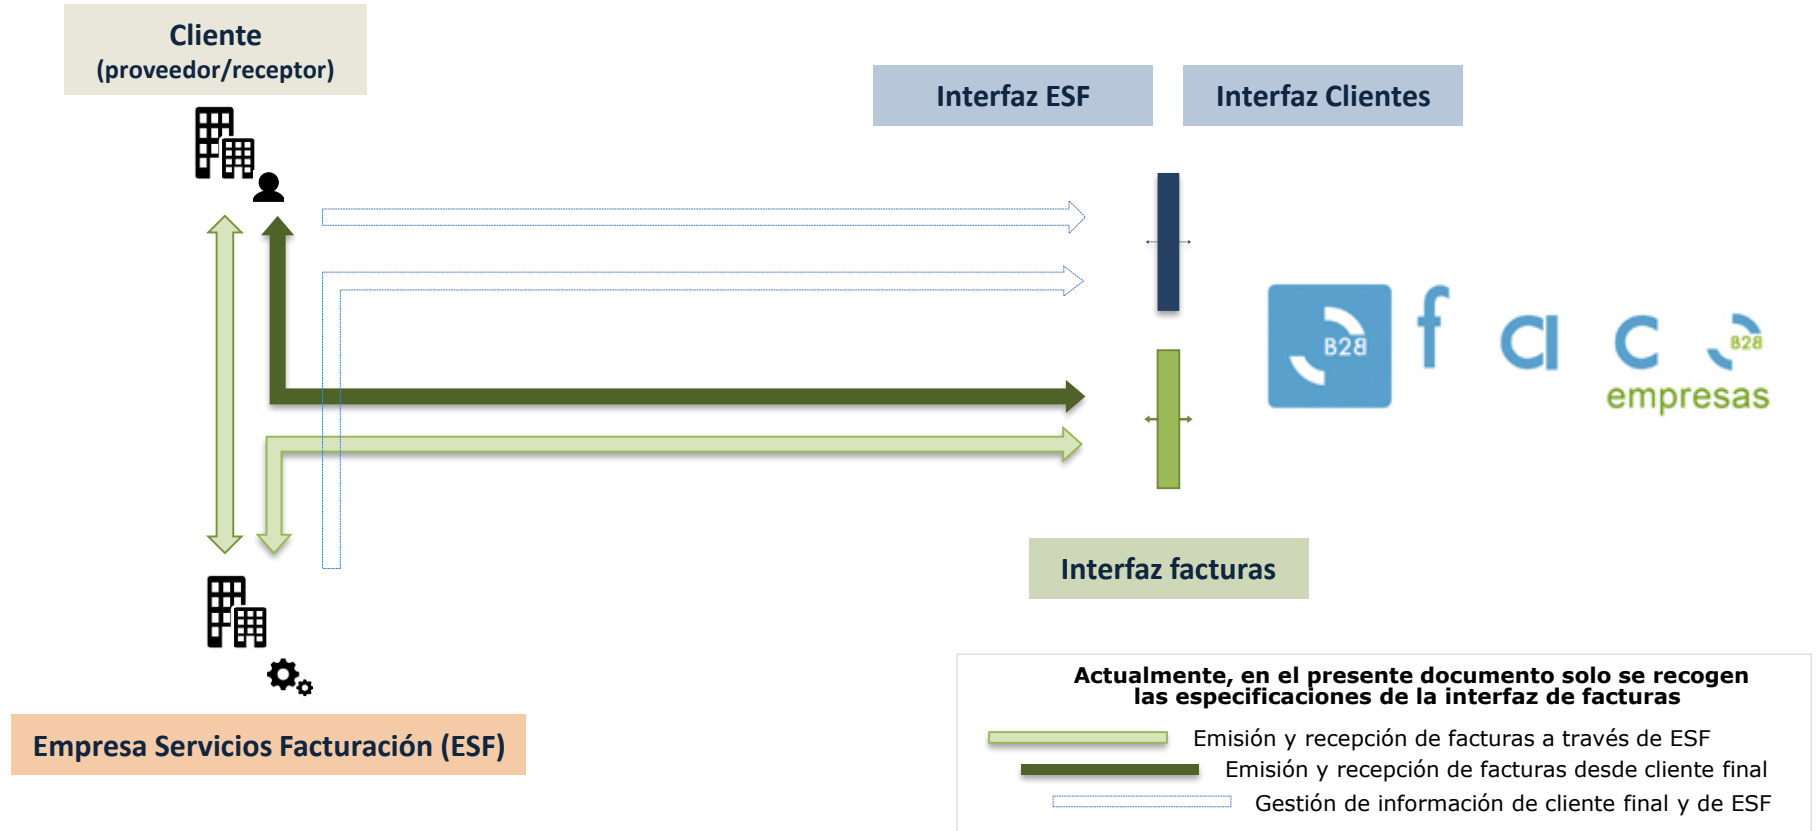 Cliente
(proveedor/receptor)
Interfaz ESF
Interfaz Clientes
B2B
fac
B2B
empresas
Interfaz facturas
Empresa Servicios Facturación (ESF)
Actualmente, en el presente documento solo se recogen
las especificaciones de la interfaz de facturas
Emisión y recepción de facturas a través de ESF
Emisión y recepción de facturas desde cliente final
Gestión de información de cliente final y de ESF